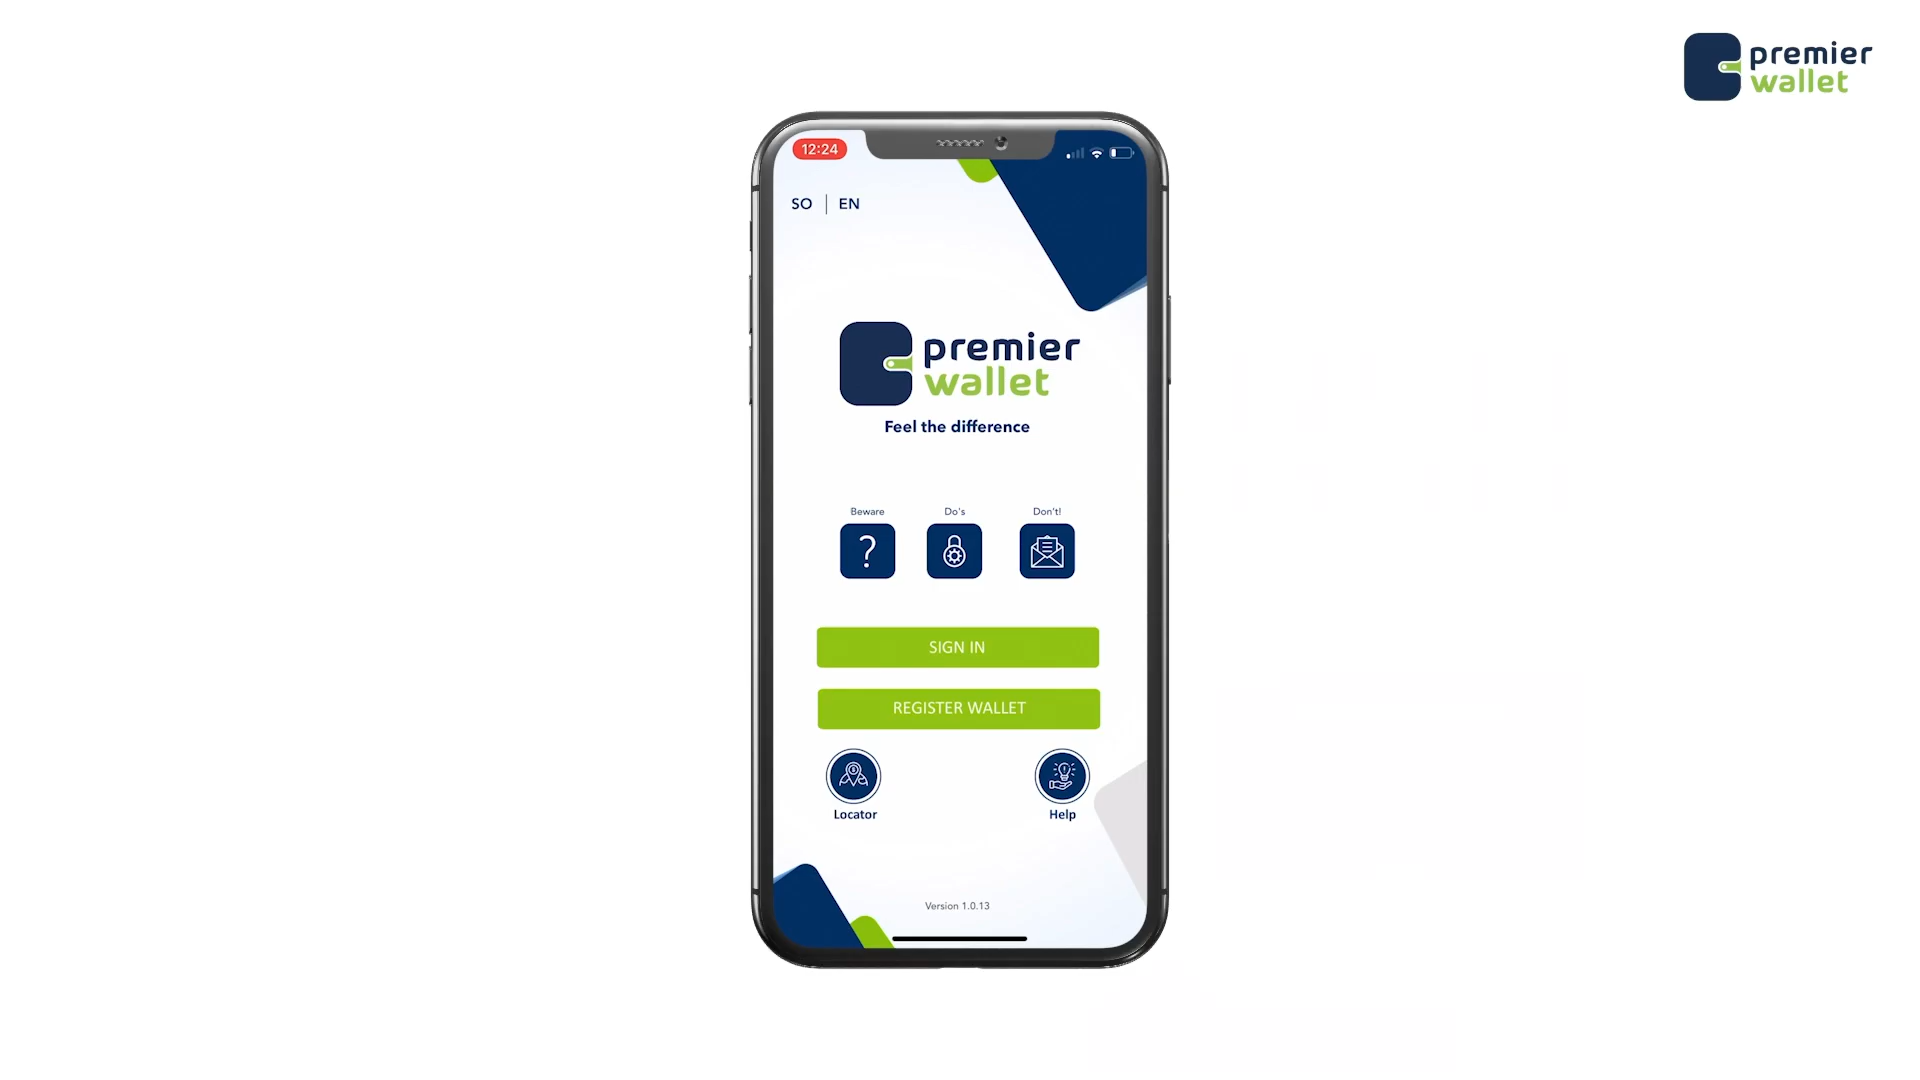 premier
wallet
12:24
SO | EN
premier
wallet
Feel the difference
Beware
Do's
Don't!
?
SIGN IN
REGISTER WALLET
Locator
Help
Version 1.0.13